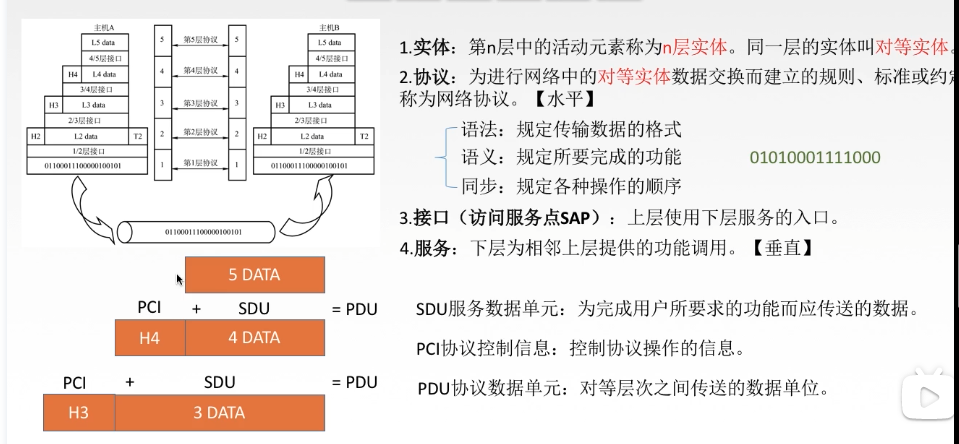 主机A
主机B
L5 data
5
第5层协议
5
L5 data
4/5层接口
4/5层接口
H4 L4 data
4
第4层协议
4
H4 L4 data
3/4层接口
3/4层接口
H3 L3 data
3
第3层协议
3
H3 L3 data
2/3层接口
2/3层接口
H2 L2 data T2
2
第2层协议
2
H2 L2 data T2
1/2层接口
1/2层接口
01100011100000100101
1
第1层协议
1
01100011100000100101
01100011100000100101
5 DATA
PCI + SDU = PDU
H4 4 DATA
PCI + SDU = PDU
H3 3 DATA
1.实体：第n层中的活动元素称为n层实体。同一层的实体叫对等实体。
2.协议：为进行网络中的对等实体数据交换而建立的规则、标准或约
称为网络协议。【水平】
语法：规定传输数据的格式
语义：规定所要完成的功能
01010001111000
同步：规定各种操作的顺序
3.接口（访问服务点SAP）：上层使用下层服务的入口。
4.服务：下层为相邻上层提供的功能调用。【垂直】
SDU服务数据单元：为完成用户所要求的功能而应传送的数据。
PCI协议控制信息：控制协议操作的信息。
PDU协议数据单元：对等层次之间传送的数据单位。